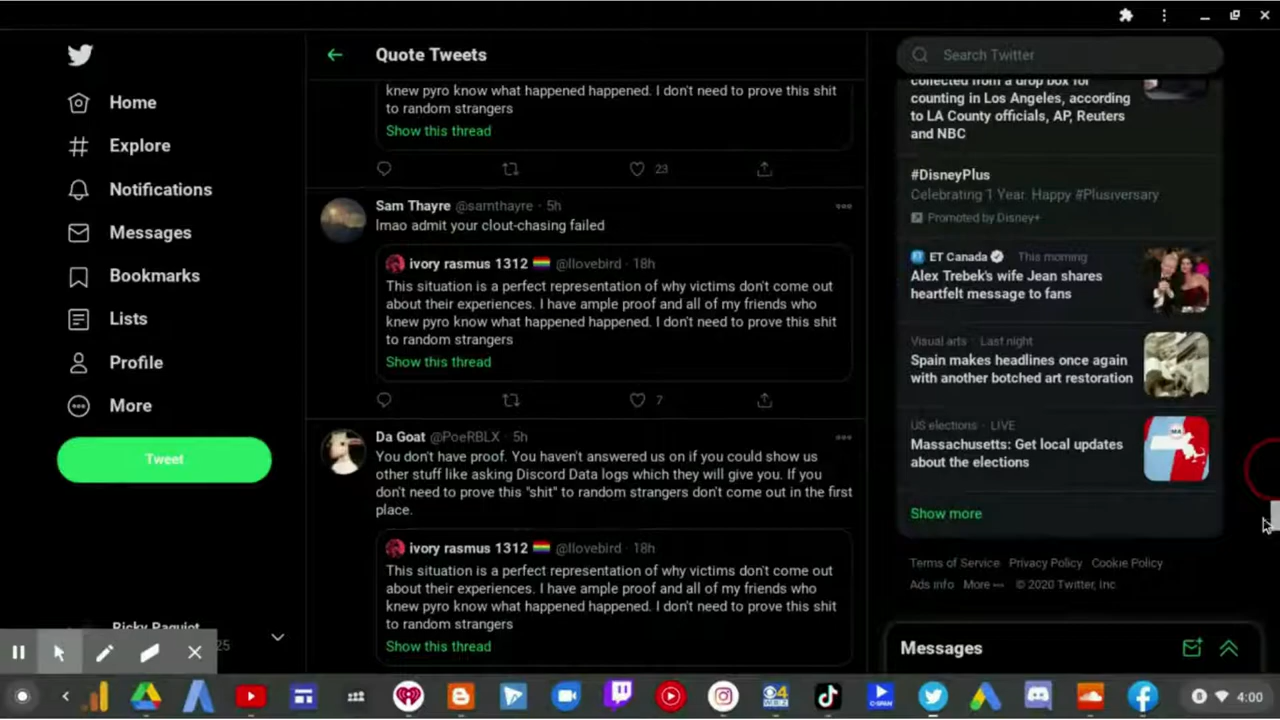 Quote Tweets
Search Twitter
Home
Explore
Notifications
Messages
Bookmarks
Lists
Profile
More
Tweet
knew pyro know what happened happened. I don't need to prove this shit
to random strangers
Show this thread
23
Sam Thayre @samthayre · 5h
lmao admit your clout-chasing failed
ivory rasmus 1312 🏳️‍🌈 @llovebird · 18h
This situation is a perfect representation of why victims don't come out
about their experiences. I have ample proof and all of my friends who
knew pyro know what happened happened. I don't need to prove this shit
to random strangers
Show this thread
7
Da Goat @PoeRBLX · 5h
You don't have proof. You haven't answered us on if you could show us
other stuff like asking Discord Data logs which they will give you. If you
don't need to prove this "shit" to random strangers don't come out in the first
place.
ivory rasmus 1312 🏳️‍🌈 @llovebird · 18h
This situation is a perfect representation of why victims don't come out
about their experiences. I have ample proof and all of my friends who
knew pyro know what happened happened. I don't need to prove this shit
to random strangers
Show this thread
collected from a drop box for
counting in Los Angeles, according
to LA County officials, AP, Reuters
and NBC
#DisneyPlus
Celebrating 1 Year. Happy #Plusiversary
Promoted by Disney+
ET Canada This morning
Alex Trebek's wife Jean shares
heartfelt message to fans
Visual arts · Last night
Spain makes headlines once again
with another botched art restoration
US elections · LIVE
Massachusetts: Get local updates
about the elections
Show more
Terms of Service Privacy Policy Cookie Policy
Ads info More ··· © 2020 Twitter, Inc.
Messages
25
8
4:00